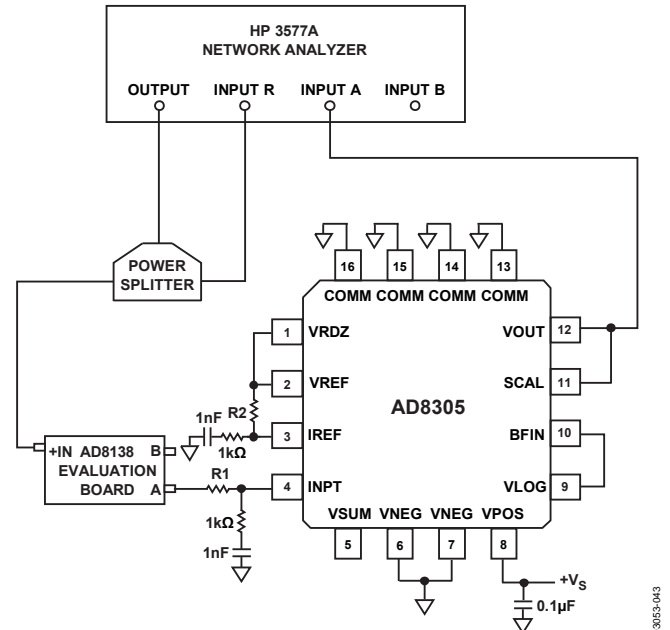 HP 3577A
NETWORK ANALYZER
OUTPUT INPUT R INPUT A INPUT B
POWER
SPLITTER
16 15 14 13
COMM COMM COMM COMM
1 VRDZ
VOUT 12
2 VREF
SCAL 11
R2
1nF
AD8305
3 IREF
BFIN 10
1kΩ
+IN AD8138 B
EVALUATION
BOARD A
R1
4 INPT
VLOG 9
1kΩ
1nF
VSUM VNEG VNEG VPOS
5 6 7 8
+VS
0.1µF
3053-043